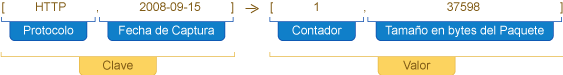 [ HTTP , 2008-09-15 ] → [ 1 , 37598 ]
Protocolo Fecha de Captura Contador Tamaño en bytes del Paquete
Clave Valor